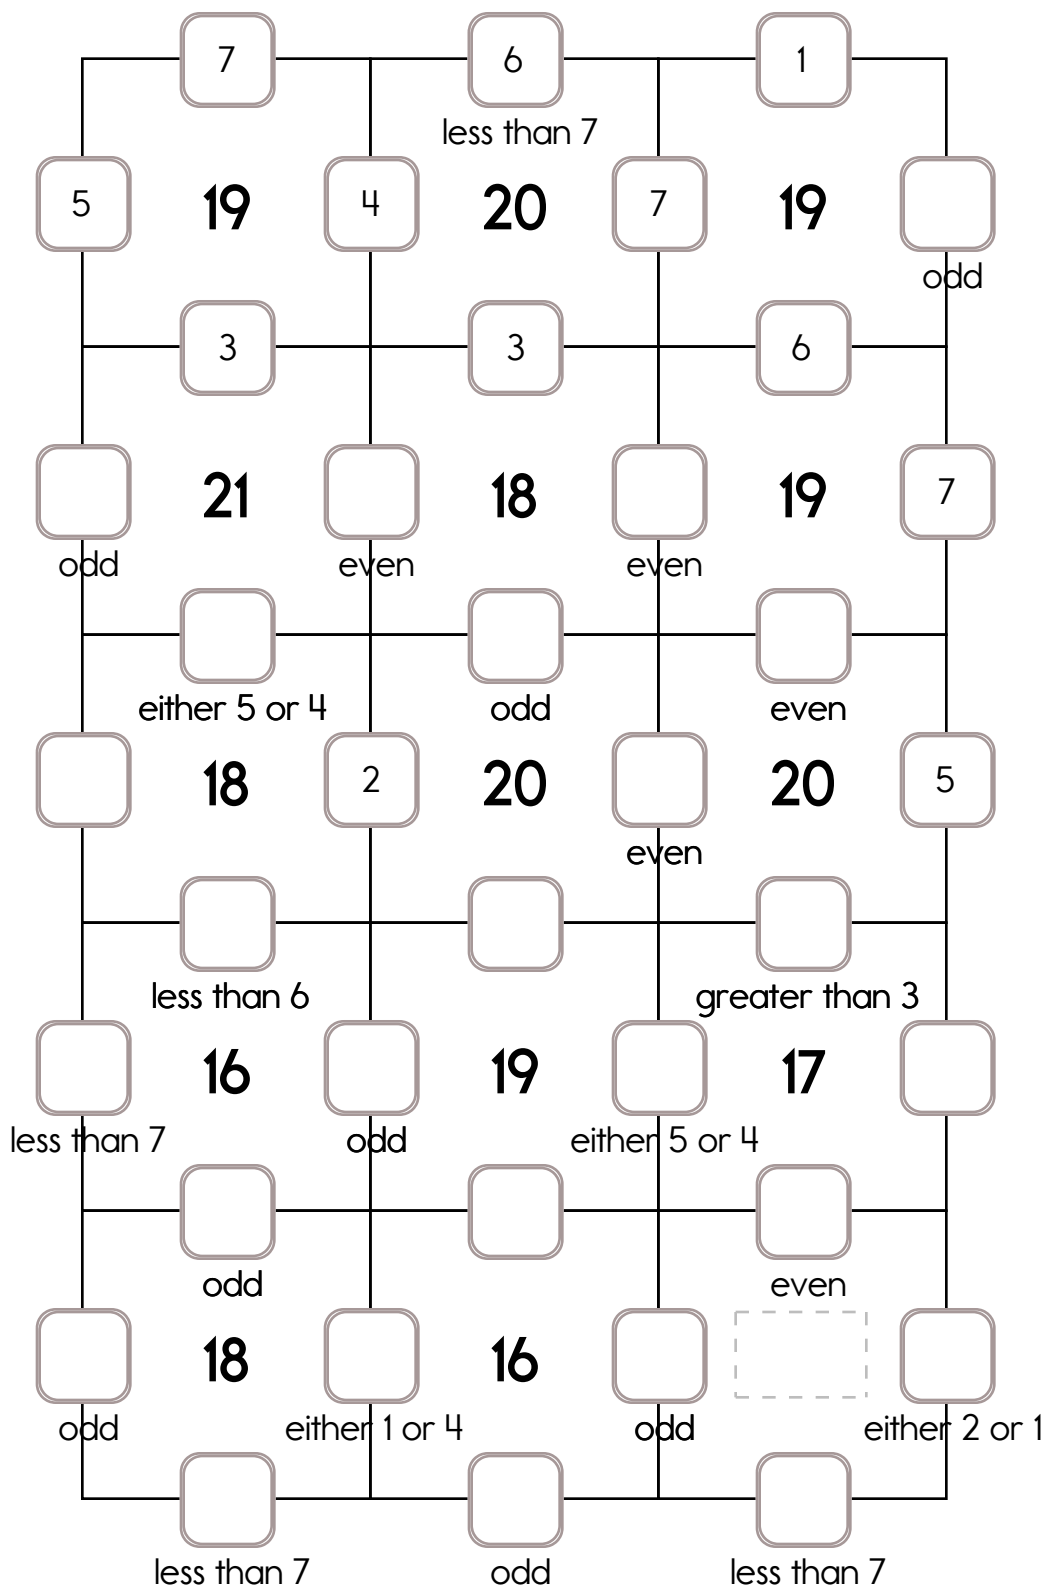 7 6 1
less than 7
5 19 4 20 7 19
odd
3 3 6
21 18 19 7
odd even even
either 5 or 4 odd even
18 2 20 20 5
even
less than 6 greater than 3
16 19 17
less than 7 odd either 5 or 4
odd even
18 16
odd either 1 or 4 odd either 2 or 1
less than 7 odd less than 7